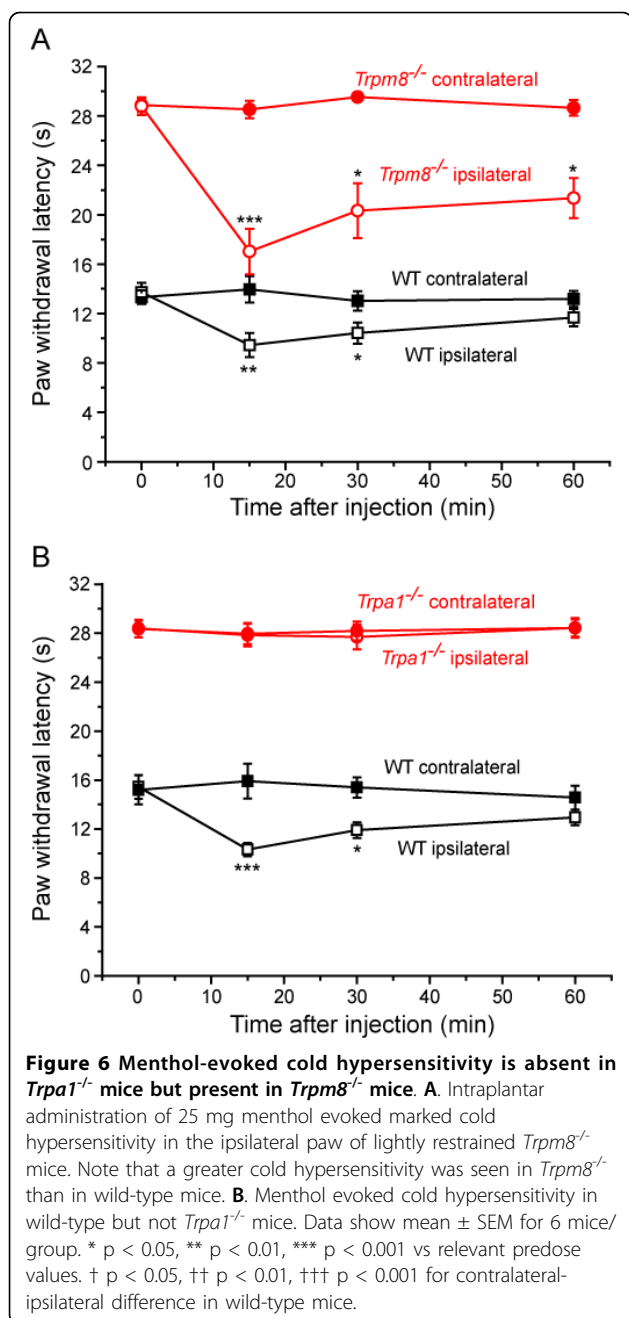 A
32
28
24
20
16
12
8
4
0
Paw withdrawal latency (s)
Trpm8-/- contralateral
Trpm8-/- ipsilateral
***
*
*
WT contralateral
WT ipsilateral
**
*
0 10 20 30 40 50 60
Time after injection (min)
B
32
28
24
20
16
12
8
4
0
Paw withdrawal latency (s)
Trpa1-/- contralateral
Trpa1-/- ipsilateral
WT contralateral
WT ipsilateral
***
*
0 10 20 30 40 50 60
Time after injection (min)
Figure 6 Menthol-evoked cold hypersensitivity is absent in
Trpa1-/- mice but present in Trpm8-/- mice. A. Intraplantar
administration of 25 mg menthol evoked marked cold
hypersensitivity in the ipsilateral paw of lightly restrained Trpm8-/-
mice. Note that a greater cold hypersensitivity was seen in Trpm8-/-
than in wild-type mice. B. Menthol evoked cold hypersensitivity in
wild-type but not Trpa1-/- mice. Data show mean ± SEM for 6 mice/
group. * p < 0.05, ** p < 0.01, *** p < 0.001 vs relevant predose
values. † p < 0.05, †† p < 0.01, ††† p < 0.001 for contralateral-
ipsilateral difference in wild-type mice.